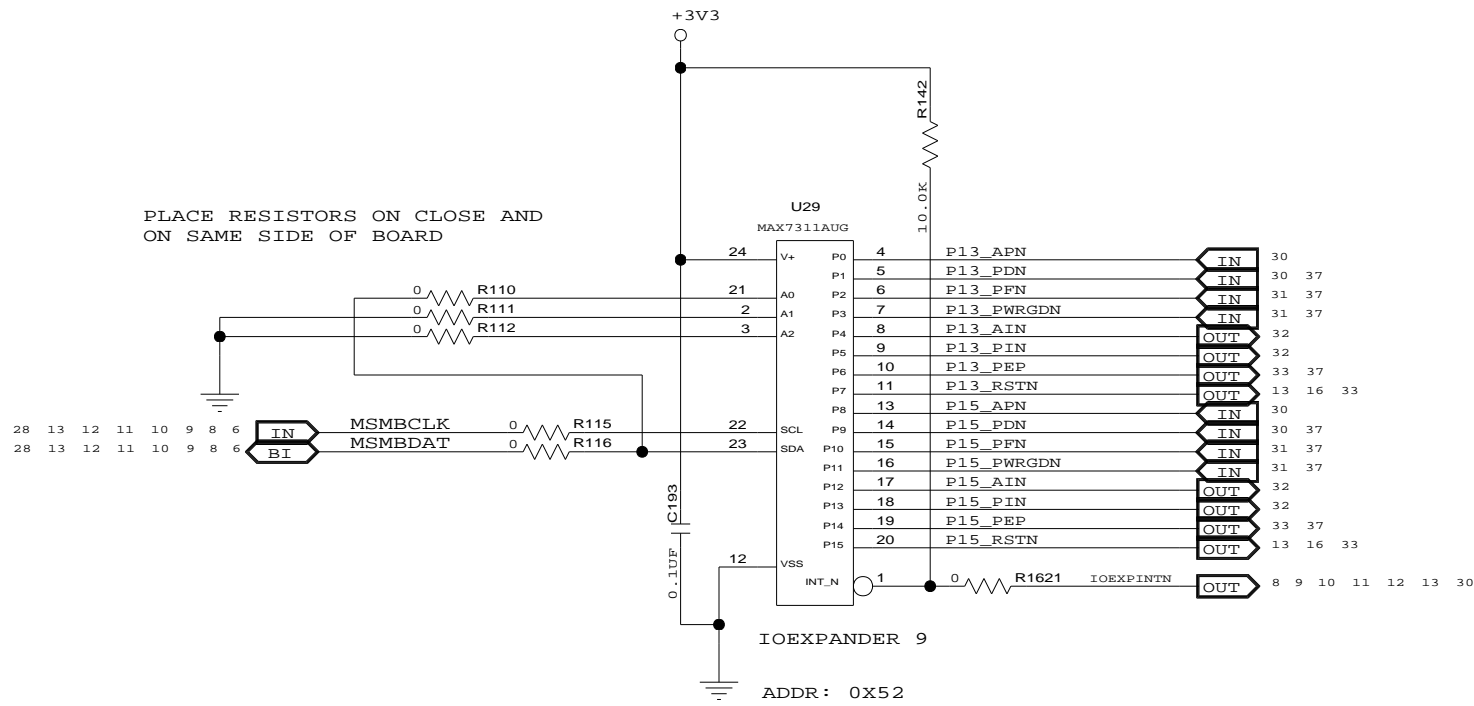 +3V3
R142
10.0K
PLACE RESISTORS ON CLOSE AND
ON SAME SIDE OF BOARD
U29
MAX7311AUG
24 V+ P0 4 P13_APN IN 30
P1 5 P13_PDN IN 30 37
0 R110 21 A0 P2 6 P13_PFN IN 31 37
0 R111 2 A1 P3 7 P13_PWRGDN IN 31 37
0 R112 3 A2 P4 8 P13_AIN OUT 32
P5 9 P13_PIN OUT 32
P6 10 P13_PEP OUT 33 37
P7 11 P13_RSTN OUT 13 16 33
P8 13 P15_APN IN 30
28 13 12 11 10 9 8 6 IN MSMBCLK 0 R115 22 SCL P9 14 P15_PDN IN 30 37
28 13 12 11 10 9 8 6 BI MSMBDAT 0 R116 23 SDA P10 15 P15_PFN IN 31 37
P11 16 P15_PWRGDN IN 31 37
P12 17 P15_AIN OUT 32
P13 18 P15_PIN OUT 32
P14 19 P15_PEP OUT 33 37
P15 20 P15_RSTN OUT 13 16 33
C193
0.1UF
12 VSS
INT_N 1 0 R1621 IOEXPINTN OUT 8 9 10 11 12 13 30
IOEXPANDER 9
ADDR: 0X52